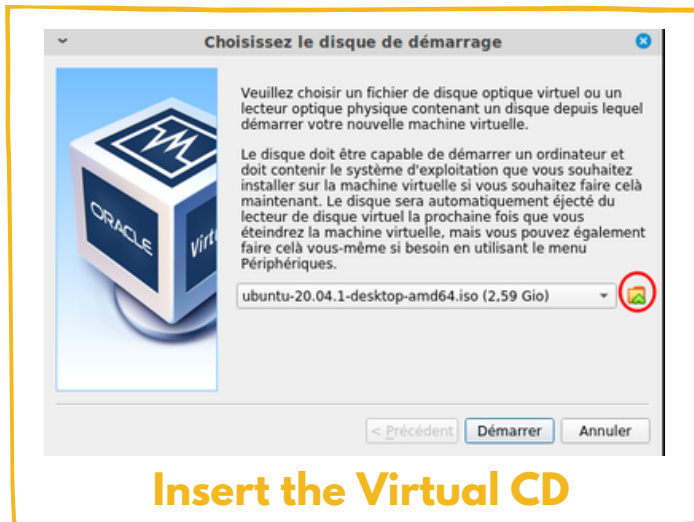 Choisissez le disque de démarrage
Veuillez choisir un fichier de disque optique virtuel ou un
lecteur optique physique contenant un disque depuis lequel
démarrer votre nouvelle machine virtuelle.
Le disque doit être capable de démarrer un ordinateur et
doit contenir le système d'exploitation que vous souhaitez
installer sur la machine virtuelle si vous souhaitez faire celà
maintenant. Le disque sera automatiquement éjecté du
lecteur de disque virtuel la prochaine fois que vous
éteindrez la machine virtuelle, mais vous pouvez également
faire celà vous-même si besoin en utilisant le menu
Périphériques.
ORACLE
Virt
ubuntu-20.04.1-desktop-amd64.iso (2,59 Gio)
< Précédent Démarrer Annuler
Insert the Virtual CD